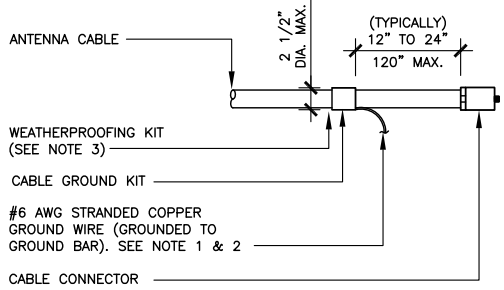 2 1/2"
DIA. MAX.
(TYPICALLY)
12" TO 24"
120" MAX.
ANTENNA CABLE
WEATHERPROOFING KIT
(SEE NOTE 3)
CABLE GROUND KIT
#6 AWG STRANDED COPPER
GROUND WIRE (GROUNDED TO
GROUND BAR). SEE NOTE 1 & 2
CABLE CONNECTOR